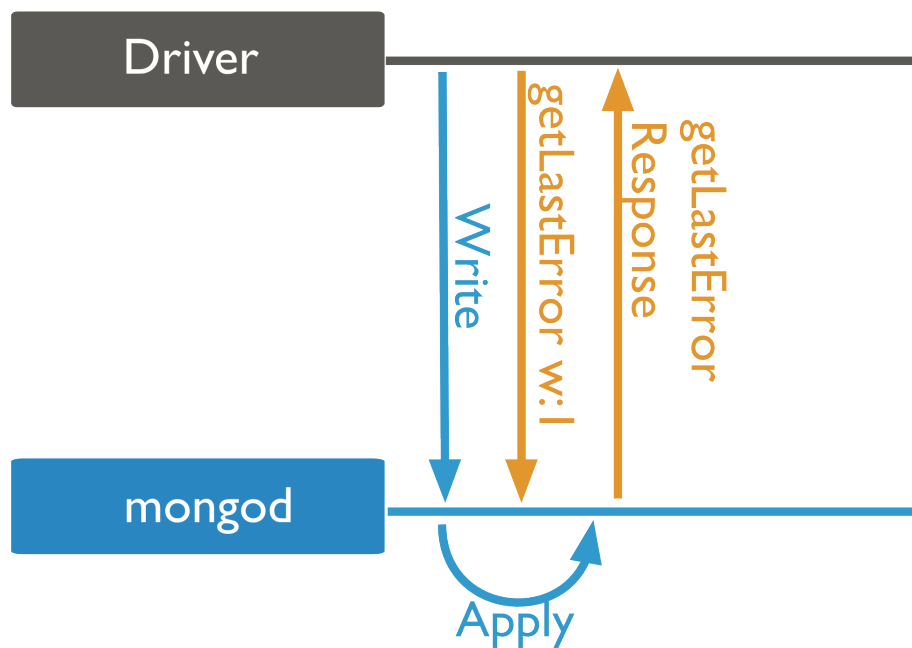 Driver
Write
getLastError w:1
getLastError
Response
mongod
Apply